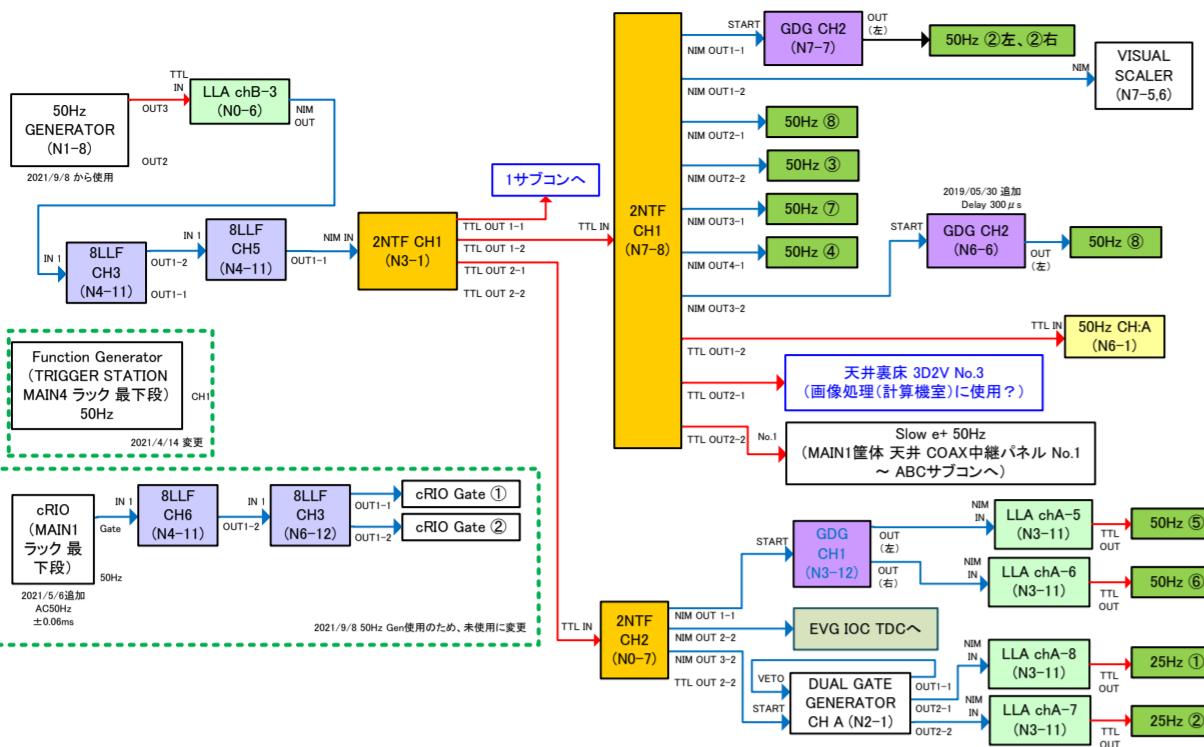 50Hz
GENERATOR
(N1-8)
OUT3
OUT2
2021/9/8 から使用
TTL
IN
LLA chB-3
(N0-6)
NIM
OUT
IN 1
8LLF
CH3
(N4-11)
OUT1-2
OUT1-1
IN 1
8LLF
CH5
(N4-11)
OUT1-1
NIM IN
2NTF CH1
(N3-1)
TTL OUT 1-1
TTL OUT 1-2
TTL OUT 2-1
TTL OUT 2-2
1サブコンへ
TTL IN
2NTF
CH1
(N7-8)
NIM OUT1-1
START
GDG CH2
(N7-7)
OUT
(左)
50Hz ②左、②右
NIM OUT1-2
NIM
VISUAL
SCALER
(N7-5,6)
NIM OUT2-1
50Hz ⑧
NIM OUT2-2
50Hz ③
NIM OUT3-1
50Hz ⑦
NIM OUT4-1
50Hz ④
NIM OUT3-2
2019/05/30 追加
Delay 300μs
START
GDG CH2
(N6-6)
OUT
(左)
50Hz ⑧
TTL OUT1-2
TTL IN
50Hz CH:A
(N6-1)
TTL OUT2-1
天井裏床 3D2V No.3
(画像処理(計算機室)に使用？)
TTL OUT2-2
No.1
Slow e+ 50Hz
(MAIN1筐体 天井 COAX中継パネル No.1
～ ABCサブコンへ)
Function Generator
(TRIGGER STATION
MAIN4 ラック 最下段)
50Hz
CH1
2021/4/14 変更
cRIO
(MAIN1
ラック 最
下段)
Gate
50Hz
2021/5/6追加
AC50Hz
±0.06ms
IN 1
8LLF
CH6
(N4-11)
OUT1-2
IN 1
8LLF
CH3
(N6-12)
OUT1-1
OUT1-2
cRIO Gate ①
cRIO Gate ②
2021/9/8 50Hz Gen使用のため、未使用に変更
TTL IN
2NTF
CH2
(N0-7)
NIM OUT 1-1
NIM OUT 2-2
NIM OUT 3-2
TTL OUT 2-2
START
GDG
CH1
(N3-12)
OUT
(左)
OUT
(右)
NIM
IN
LLA chA-5
(N3-11)
TTL
OUT
50Hz ⑤
NIM
IN
LLA chA-6
(N3-11)
TTL
OUT
50Hz ⑥
EVG IOC TDCへ
VETO
START
DUAL GATE
GENERATOR
CH A (N2-1)
OUT1-1
OUT2-1
OUT2-2
NIM
IN
LLA chA-8
(N3-11)
TTL
OUT
25Hz ①
NIM
IN
LLA chA-7
(N3-11)
TTL
OUT
25Hz ②